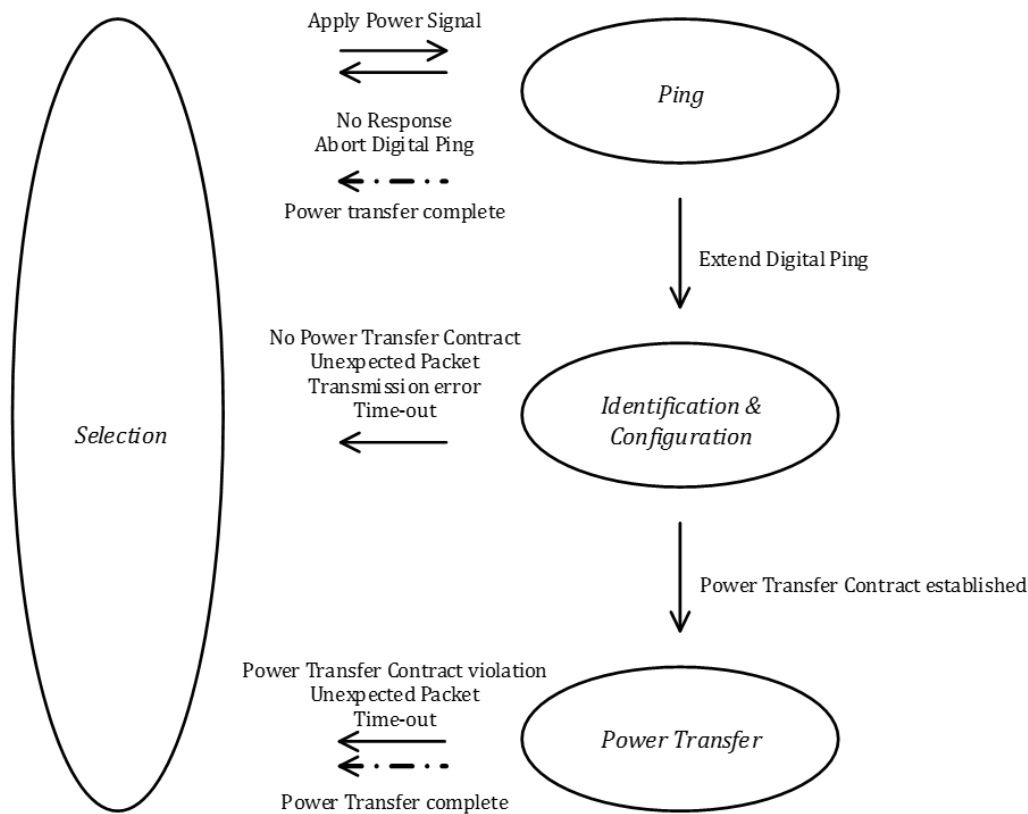 Apply Power Signal
Ping
No Response
Abort Digital Ping
Power transfer complete
Extend Digital Ping
No Power Transfer Contract
Unexpected Packet
Transmission error
Time-out
Selection
Identification &
Configuration
Power Transfer Contract established
Power Transfer Contract violation
Unexpected Packet
Time-out
Power Transfer
Power Transfer complete